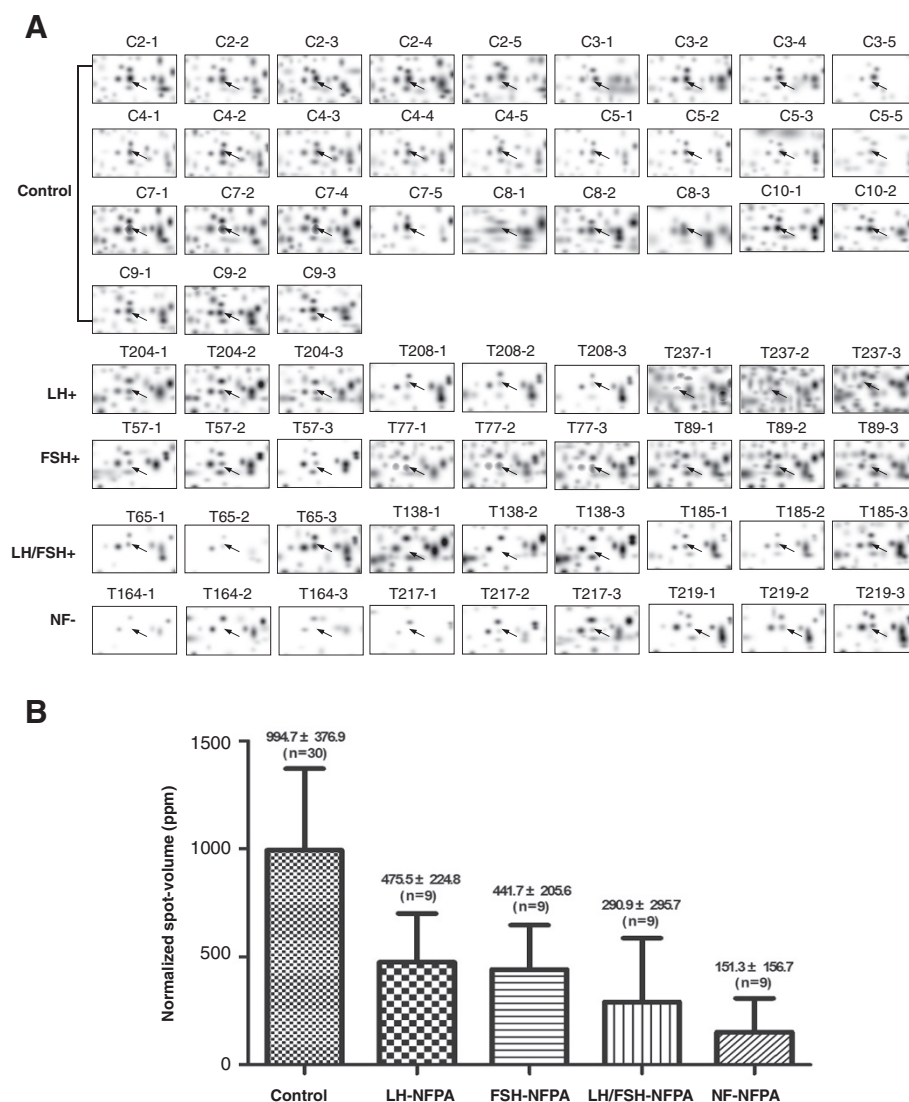 A
C2-1 C2-2 C2-3 C2-4 C2-5 C3-1 C3-2 C3-4 C3-5
C4-1 C4-2 C4-3 C4-4 C4-5 C5-1 C5-2 C5-3 C5-5
Control
C7-1 C7-2 C7-4 C7-5 C8-1 C8-2 C8-3 C10-1 C10-2
C9-1 C9-2 C9-3
T204-1 T204-2 T204-3 T208-1 T208-2 T208-3 T237-1 T237-2 T237-3
LH+
T57-1 T57-2 T57-3 T77-1 T77-2 T77-3 T89-1 T89-2 T89-3
FSH+
T65-1 T65-2 T65-3 T138-1 T138-2 T138-3 T185-1 T185-2 T185-3
LH/FSH+
T164-1 T164-2 T164-3 T217-1 T217-2 T217-3 T219-1 T219-2 T219-3
NF-
B
Normalized spot-volume (ppm)
1500
1000
500
0
994.7 ± 376.9
(n=30)
475.5 ± 224.8
(n=9)
441.7 ± 205.6
(n=9)
290.9 ± 295.7
(n=9)
151.3 ± 156.7
(n=9)
Control LH-NFPA FSH-NFPA LH/FSH-NFPA NF-NFPA